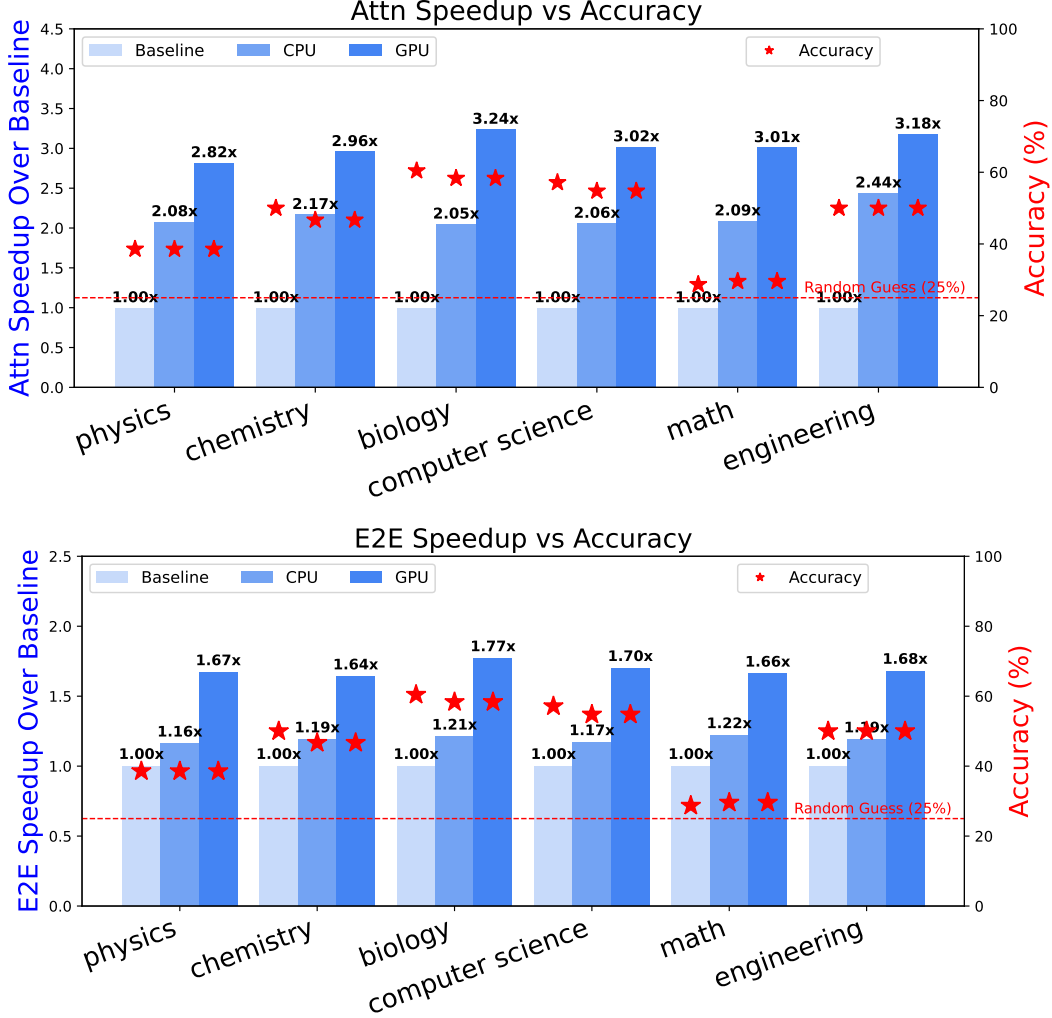 Attn Speedup vs Accuracy
Attn Speedup Over Baseline
4.5
4.0
3.5
3.0
2.5
2.0
1.5
1.0
0.5
0.0
Baseline CPU GPU
Accuracy
1.00x 2.08x 2.82x
1.00x 2.17x 2.96x
1.00x 2.05x 3.24x
1.00x 2.06x 3.02x
1.00x 2.09x 3.01x
1.00x 2.44x 3.18x
Random Guess (25%)
100
80
60
40
20
0
Accuracy (%)
physics
chemistry
biology
computer science
math
engineering
E2E Speedup vs Accuracy
E2E Speedup Over Baseline
2.5
2.0
1.5
1.0
0.5
0.0
Baseline CPU GPU
Accuracy
1.00x 1.16x 1.67x
1.00x 1.19x 1.64x
1.00x 1.21x 1.77x
1.00x 1.17x 1.70x
1.00x 1.22x 1.66x
1.00x 1.19x 1.68x
Random Guess (25%)
100
80
60
40
20
0
Accuracy (%)
physics
chemistry
biology
computer science
math
engineering